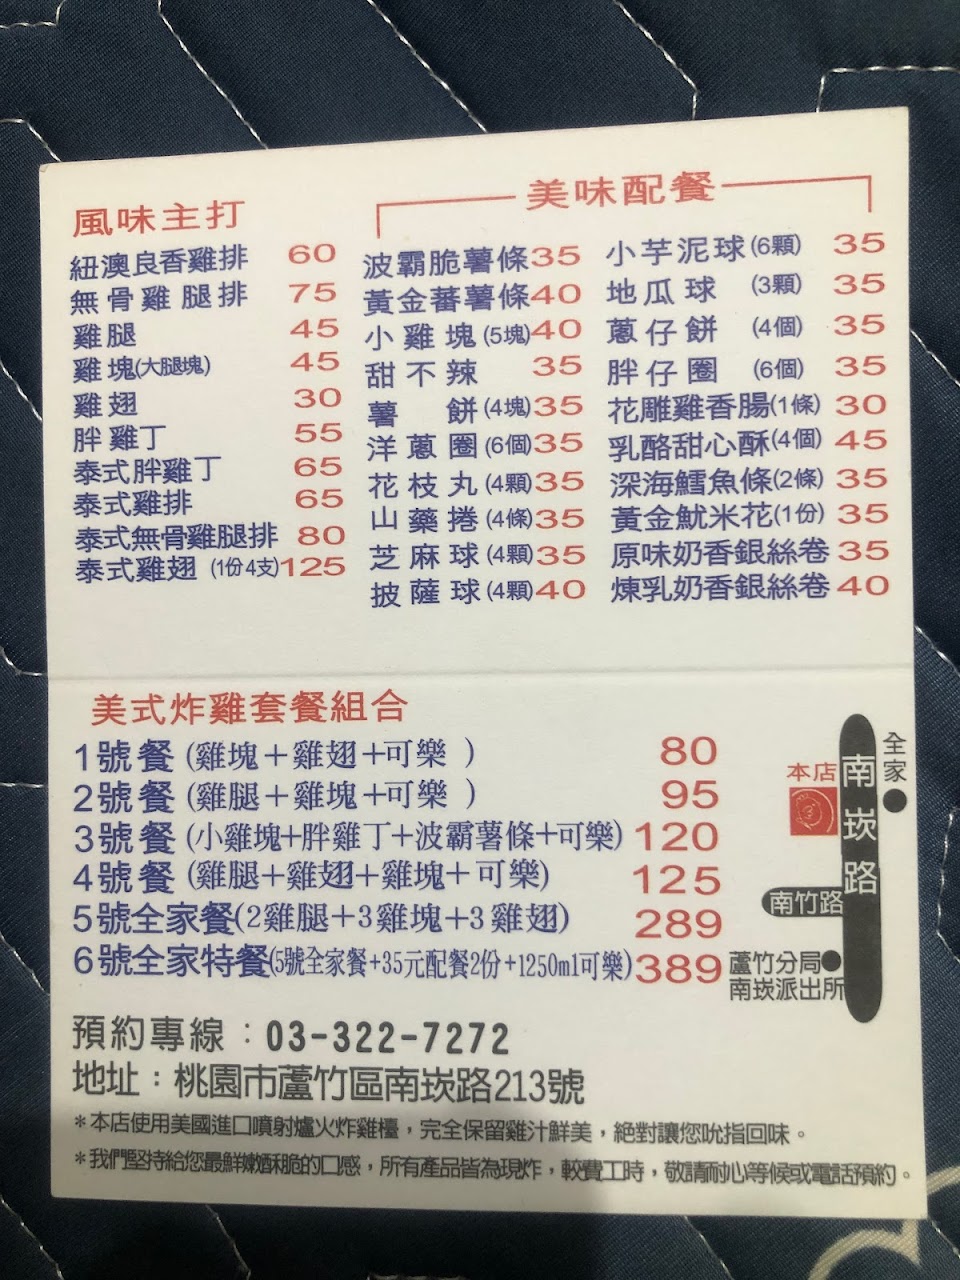 風味主打
紐澳良香雞排 60
無骨雞腿排 75
雞腿 45
雞塊(大腿塊) 45
雞翅 30
胖雞丁 55
泰式胖雞丁 65
泰式雞排 65
泰式無骨雞腿排 80
泰式雞翅 (1份4支)125
美味配餐
波霸脆薯條35
黃金蕃薯條40
小雞塊(5塊)40
甜不辣 35
薯餅(4塊)35
洋蔥圈(6個)35
花枝丸(4顆)35
山藥捲(4條)35
芝麻球(4顆)35
披薩球(4顆)40
小芋泥球(6顆) 35
地瓜球 (3顆) 35
蔥仔餅 (4個) 35
胖仔圈 (6個) 35
花雕雞香腸(1條) 30
乳酪甜心酥(4個) 45
深海鱈魚條(2條) 35
黃金魷米花(1份) 35
原味奶香銀絲卷 35
煉乳奶香銀絲卷 40
美式炸雞套餐組合
1號餐(雞塊+雞翅+可樂 ) 80
2號餐(雞腿+雞塊+可樂 ) 95
3號餐(小雞塊+胖雞丁+波霸薯條+可樂) 120
4號餐(雞腿+雞翅+雞塊+可樂) 125
5號全家餐(2雞腿+3雞塊+3雞翅) 289
6號全家特餐(5號全家餐+35元配餐2份+1250ml可樂)389
全家
本店
南崁路
南竹路
蘆竹分局
南崁派出所
預約專線：03-322-7272
地址：桃園市蘆竹區南崁路213號
*本店使用美國進口噴射爐火炸雞檯，完全保留雞汁鮮美，絕對讓您吮指回味。
*我們堅持給您最鮮嫩酥脆的口感，所有產品皆為現炸，較費工時，敬請耐心等候或電話預約。